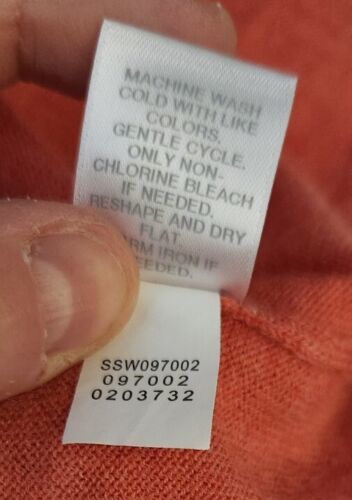 MACHINE WASH
COLD WITH LIKE
COLORS.
GENTLE CYCLE.
ONLY NON-
CHLORINE BLEACH
IF NEEDED.
RESHAPE AND DRY
FLAT.
IRON IF
NEEDED.
SSW097002
097002
0203732